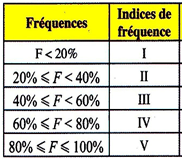 Fréquences Indices de fréquence
F < 20% I
20% ⩽ F < 40% II
40% ⩽ F < 60% III
60% ⩽ F < 80% IV
80% ⩽ F ⩽ 100% V